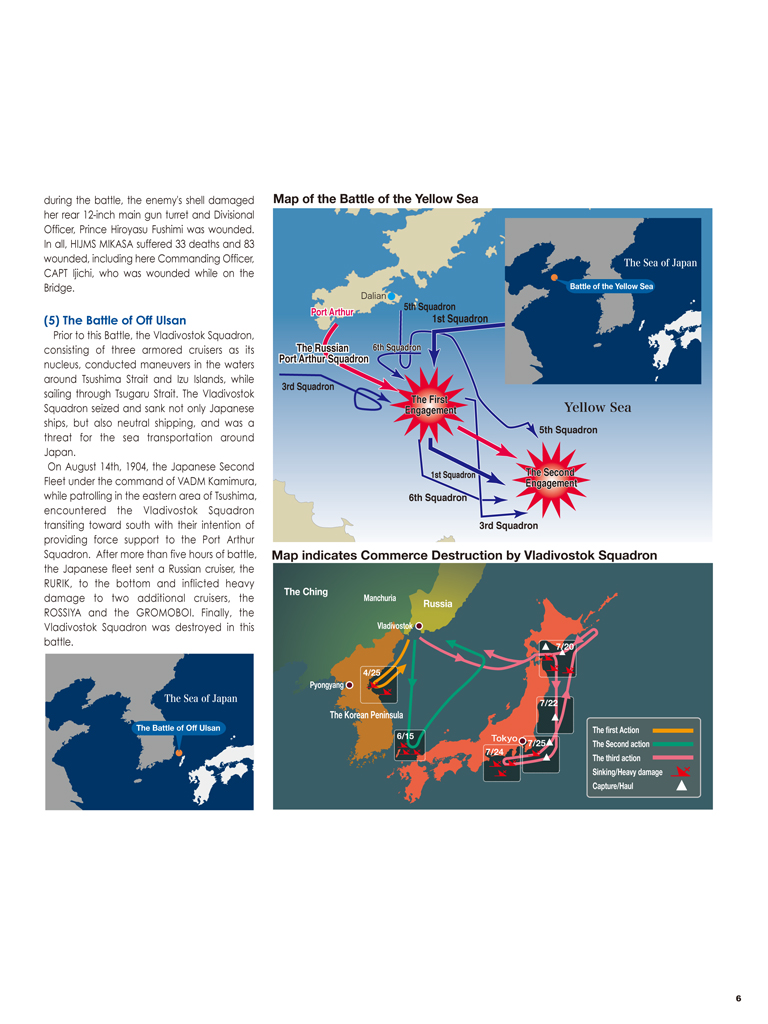 during the battle, the enemy's shell damaged
her rear 12-inch main gun turret and Divisional
Officer, Prince Hiroyasu Fushimi was wounded.
In all, HIJMS MIKASA suffered 33 deaths and 83
wounded, including here Commanding Officer,
CAPT Ijichi, who was wounded while on the
Bridge.
(5) The Battle of Off Ulsan
Prior to this Battle, the Vladivostok Squadron,
consisting of three armored cruisers as its
nucleus, conducted maneuvers in the waters
around Tsushima Strait and Izu Islands, while
sailing through Tsugaru Strait. The Vladivostok
Squadron seized and sank not only Japanese
ships, but also neutral shipping, and was a
threat for the sea transportation around
Japan.
On August 14th, 1904, the Japanese Second
Fleet under the command of VADM Kamimura,
while patrolling in the eastern area of Tsushima,
encountered the Vladivostok Squadron
transiting toward south with their intention of
providing force support to the Port Arthur
Squadron. After more than five hours of battle,
the Japanese fleet sent a Russian cruiser, the
RURIK, to the bottom and inflicted heavy
damage to two additional cruisers, the
ROSSIYA and the GROMOBOI. Finally, the
Vladivostok Squadron was destroyed in this
battle.
The Sea of Japan
The Battle of Off Ulsan
Map of the Battle of the Yellow Sea
The Sea of Japan
Battle of the Yellow Sea
Dalian
Port Arthur
5th Squadron
1st Squadron
The Russian
Port Arthur Squadron
6th Squadron
3rd Squadron
The First
Engagement
Yellow Sea
5th Squadron
1st Squadron
The Second
Engagement
6th Squadron
3rd Squadron
Map indicates Commerce Destruction by Vladivostok Squadron
The Ching
Manchuria
Russia
Vladivostok
7/20
4/25
Pyongyang
7/22
The Korean Peninsula
6/15
Tokyo
7/25
7/24
The first Action
The Second action
The third action
Sinking/Heavy damage
Capture/Haul
6